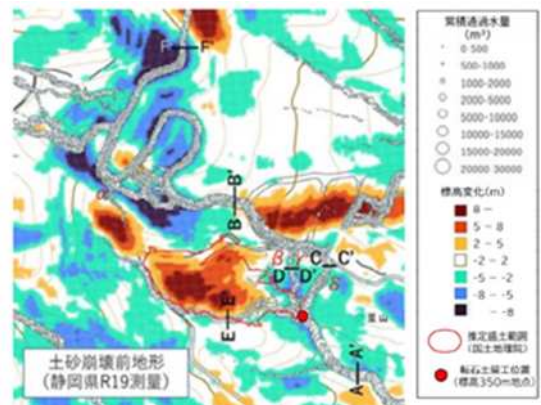 F F
B B'
β γ
C C'
D D'
δ
E E
A A'
土砂崩壊前地形
(静岡県R19測量)
累積通過水量
(m³)
0-500
500-1000
1000-2000
2000-5000
5000-10000
10000-15000
15000-20000
20000-30000
標高変化(m)
8 -
5 - 8
2 - 5
-2 - 2
-5 - -2
-8 - -5
- -8
推定盛土範囲
(国土地理院)
転石土留工位置
(標高350m地点)